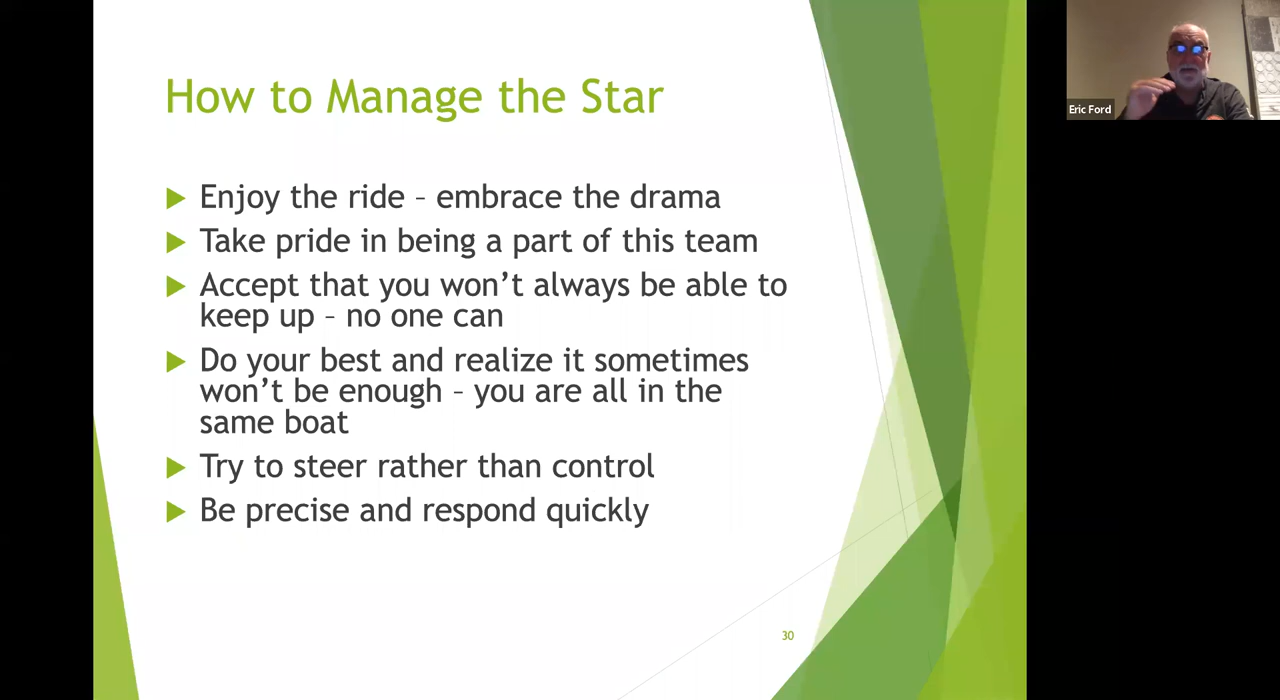 How to Manage the Star
Enjoy the ride – embrace the drama
Take pride in being a part of this team
Accept that you won't always be able to
keep up – no one can
Do your best and realize it sometimes
won't be enough – you are all in the
same boat
Try to steer rather than control
Be precise and respond quickly
30
Eric Ford